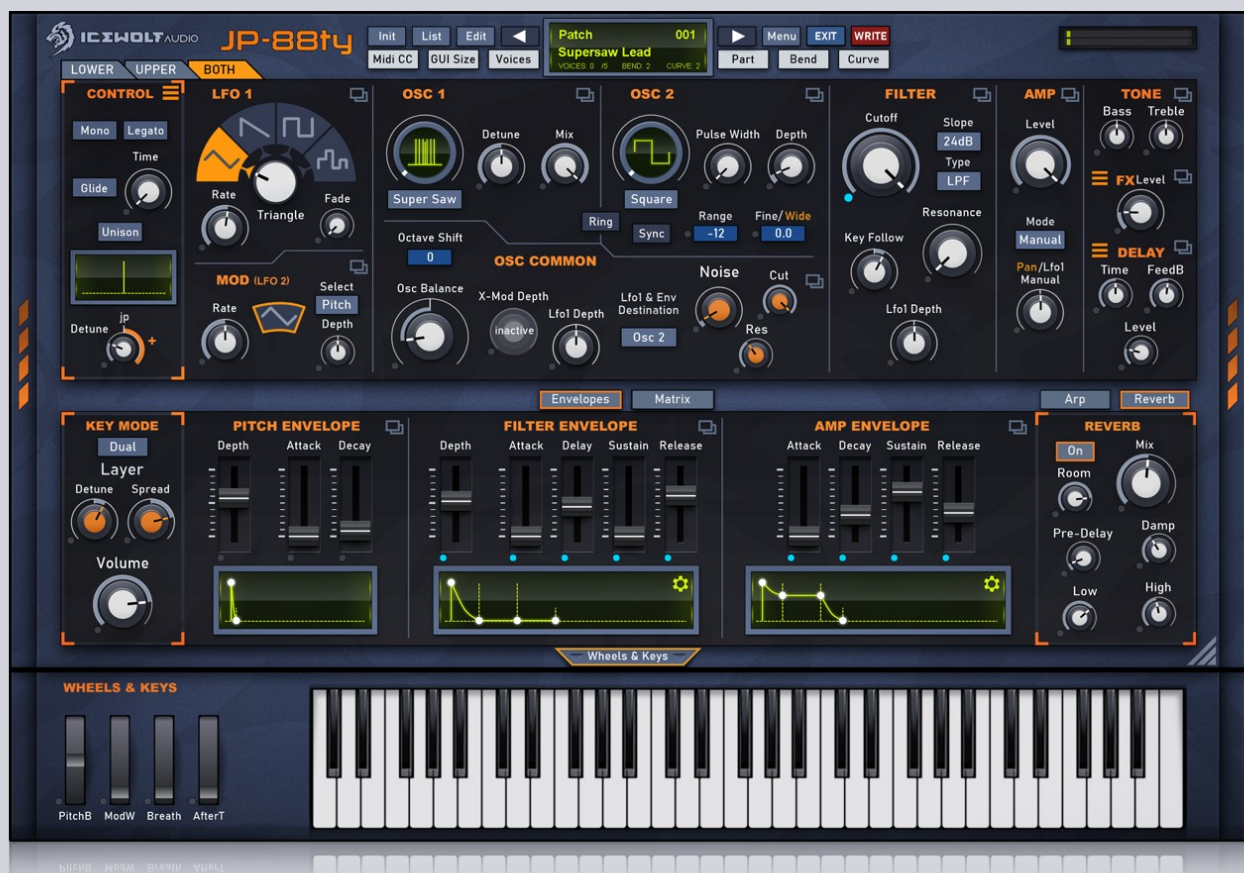 ICEWOLF AUDIO
JP-88ty
Init List Edit
Midi CC GUI Size Voices
Patch 001
Supersaw Lead
VOICES: 0 /5 BEND: 2 CURVE: 2
Menu EXIT WRITE
Part Bend Curve
LOWER UPPER BOTH
CONTROL
Mono Legato
Time
Glide
Unison
jp
Detune
+
LFO 1
Rate
Triangle
Fade
MOD (LFO 2)
Rate
Select
Pitch
Depth
OSC 1
Detune Mix
Super Saw
OSC 2
Pulse Width Depth
Square
Ring
Sync
Range
-12
Fine/Wide
0.0
Octave Shift
0
OSC COMMON
Osc Balance
X-Mod Depth
inactive
Lfo1 Depth
Lfo1 & Env
Destination
Osc 2
Noise
Cut
Res
FILTER
Cutoff
Slope
24dB
Type
LPF
Resonance
Key Follow
Lfo1 Depth
AMP
Level
Mode
Manual
Pan/Lfo1
Manual
TONE
Bass Treble
FX Level
DELAY
Time FeedB
Level
Envelopes Matrix
Arp Reverb
KEY MODE
Dual
Layer
Detune Spread
Volume
PITCH ENVELOPE
Depth Attack Decay
FILTER ENVELOPE
Depth Attack Delay Sustain Release
AMP ENVELOPE
Attack Decay Sustain Release
REVERB
On
Mix
Room
Pre-Delay
Damp
Low
High
Wheels & Keys
WHEELS & KEYS
PitchB ModW Breath AfterT